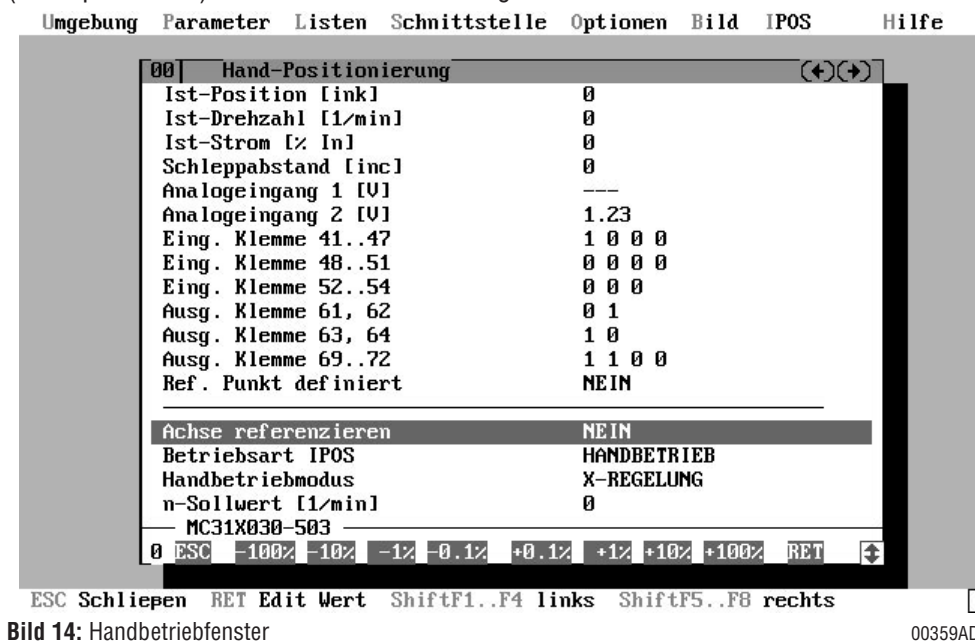 Umgebung Parameter Listen Schnittstelle Optionen Bild IPOS Hilfe
00] Hand-Positionierung (←)(→)
Ist-Position [ink] 0
Ist-Drehzahl [1/min] 0
Ist-Strom [% In] 0
Schleppabstand [inc] 0
Analogeingang 1 [V] ---
Analogeingang 2 [V] 1.23
Eing. Klemme 41..47 1 0 0 0
Eing. Klemme 48..51 0 0 0 0
Eing. Klemme 52..54 0 0 0
Ausg. Klemme 61, 62 0 1
Ausg. Klemme 63, 64 1 0
Ausg. Klemme 69..72 1 1 0 0
Ref. Punkt definiert NEIN
Achse referenzieren NEIN
Betriebsart IPOS HANDBETRIEB
Handbetriebmodus X-REGELUNG
n-Sollwert [1/min] 0
MC31X030-503
0 ESC -100% -10% -1% -0.1% +0.1% +1% +10% +100% RET
ESC Schliepen RET Edit Wert ShiftF1..F4 links ShiftF5..F8 rechts
Bild 14: Handbetriebfenster 00359AD